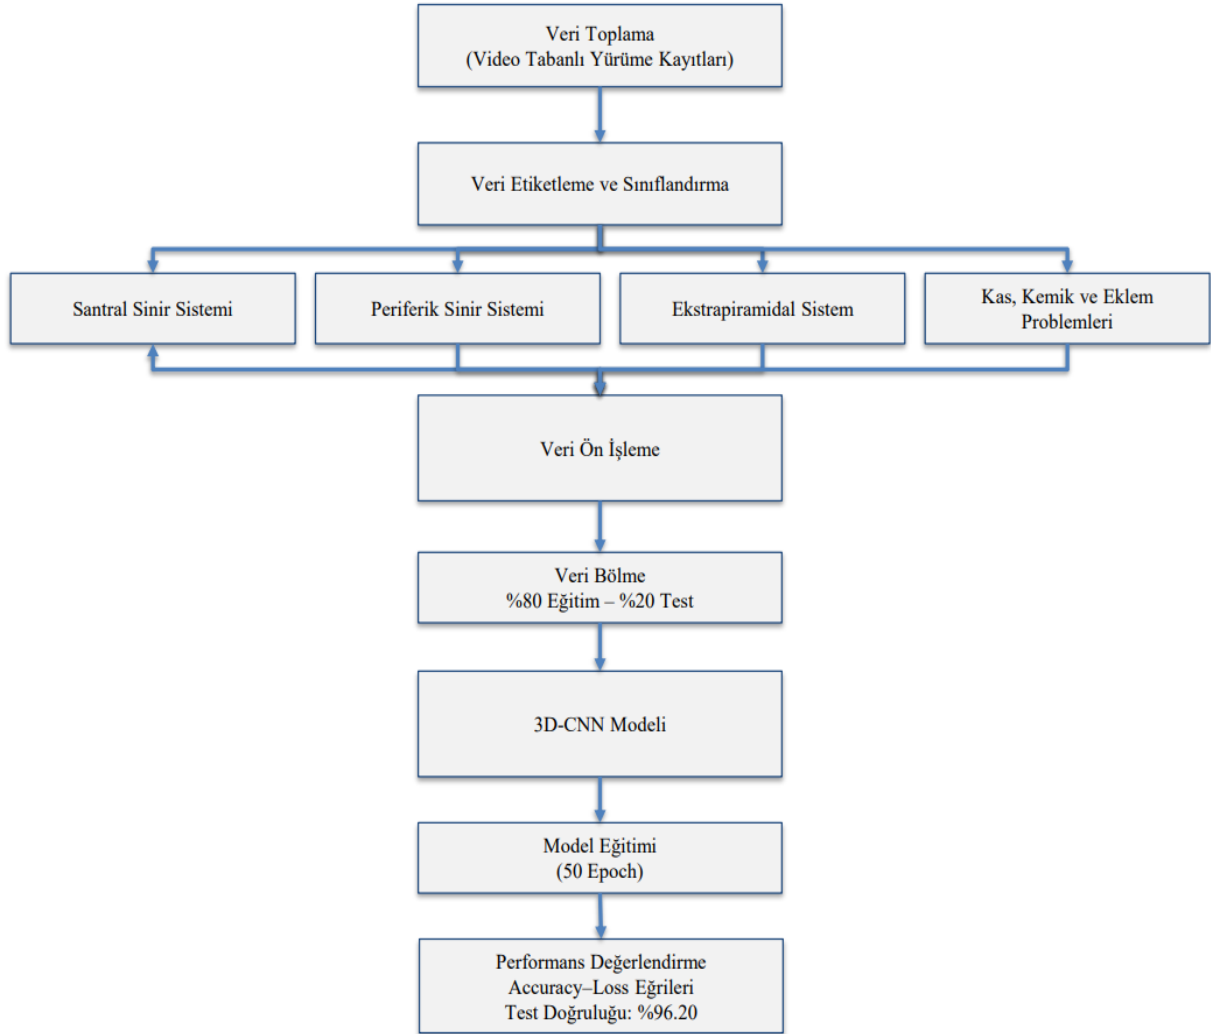 Veri Toplama
(Video Tabanlı Yürüme Kayıtları)
Veri Etiketleme ve Sınıflandırma
Santral Sinir Sistemi
Periferik Sinir Sistemi
Ekstrapiramidal Sistem
Kas, Kemik ve Eklem
Problemleri
Veri Ön İşleme
Veri Bölme
%80 Eğitim – %20 Test
3D-CNN Modeli
Model Eğitimi
(50 Epoch)
Performans Değerlendirme
Accuracy–Loss Eğrileri
Test Doğruluğu: %96.20